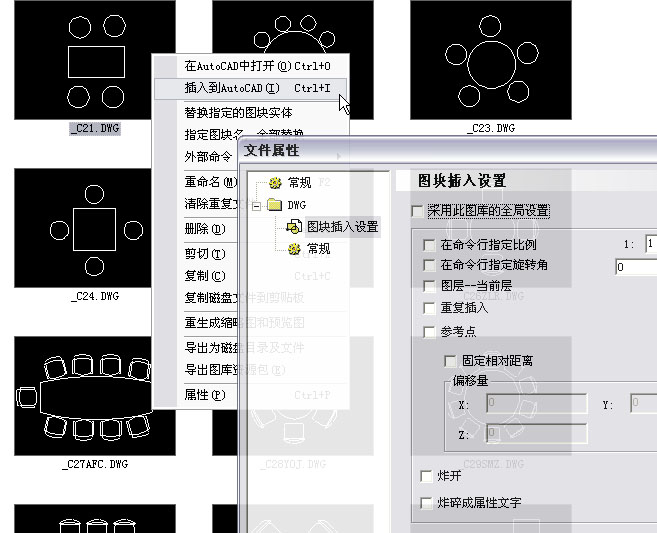 _C21.DWG
_C23.DWG
_C24.DWG
_C26ZLK.DWG
_C27AFC.DWG
_C28YOJ.DWG
_C29SMZ.DWG
在AutoCAD中打开(O) Ctrl+O
插入到AutoCAD(I) Ctrl+I
替换指定的图块实体
指定图块名，全部替换
外部命令
重命名(M) F2
清除重复文
删除(D)
剪切(T)
复制(C) Ctrl+C
复制磁盘文件到剪贴板
重生成缩略图和预览图
导出为磁盘目录及文件
导出图库资源包(E)
属性(P) Ctrl+P
文件属性
常规
DWG
图块插入设置
常规
图块插入设置
采用此图库的全局设置
在命令行指定比例 1: 1
在命令行指定旋转角 0
图层--当前层
重复插入
参考点
固定相对距离
偏移量
X: 0 Y: 0
Z: 0
炸开
炸碎成属性文字